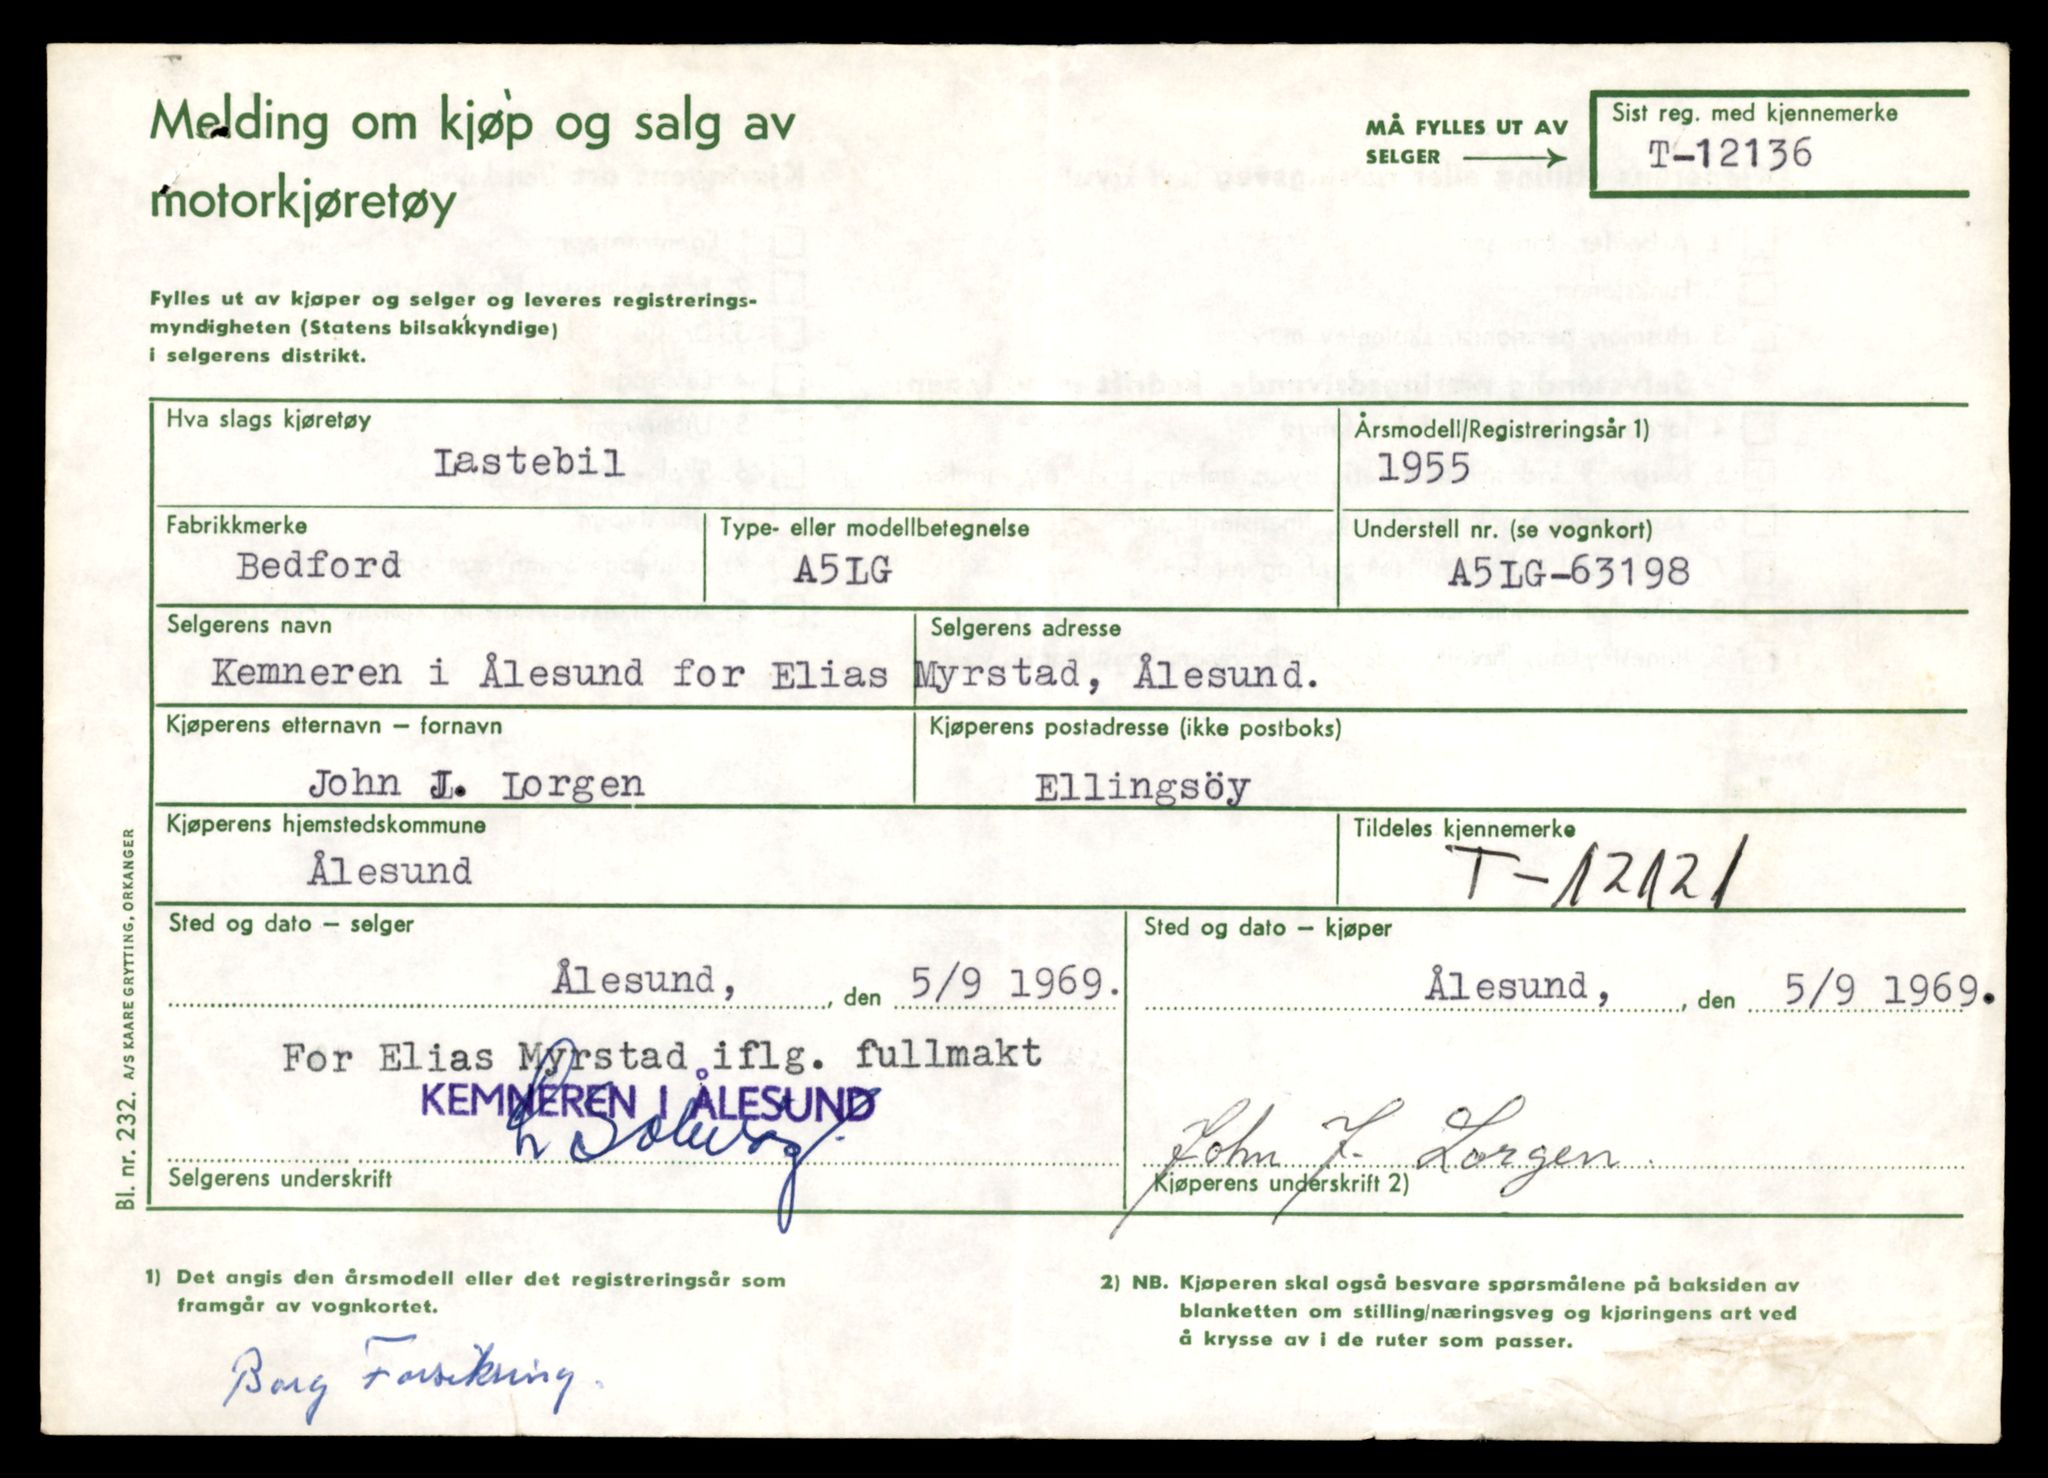 Melding om kjøp og salg av
motorkjøretøy
MÅ FYLLES UT AV
SELGER
Sist reg. med kjennemerke
T-12136
Fylles ut av kjøper og selger og leveres registrerings-
myndigheten (Statens bilsakkyndige)
i selgerens distrikt.
Hva slags kjøretøy
Lastebil
Årsmodell/Registreringsår 1)
1955
Fabrikkmerke
Bedford
Type- eller modellbetegnelse
A5LG
Understell nr. (se vognkort)
A5LG-63198
Selgerens navn
Selgerens adresse
Kemneren i Ålesund for Elias Myrstad, Ålesund.
Kjøperens etternavn – fornavn
John I. Lorgen
Kjøperens postadresse (ikke postboks)
Ellingsöy
Kjøperens hjemstedskommune
Ålesund
Tildeles kjennemerke
T-12121
Sted og dato – selger
Ålesund, , den 5/9 1969.
Sted og dato – kjøper
Ålesund, , den 5/9 1969.
For Elias Myrstad iflg. fullmakt
KEMNEREN I ÅLESUND
Selgerens underskrift
John J. Lorgen
Kjøperens underskrift 2)
Bl. nr. 232. A/S KAARE GRYTTING, ORKANGER
1) Det angis den årsmodell eller det registreringsår som
framgår av vognkortet.
2) NB. Kjøperen skal også besvare spørsmålene på baksiden av
blanketten om stilling/næringsveg og kjøringens art ved
å krysse av i de ruter som passer.
Borg Forsikring.